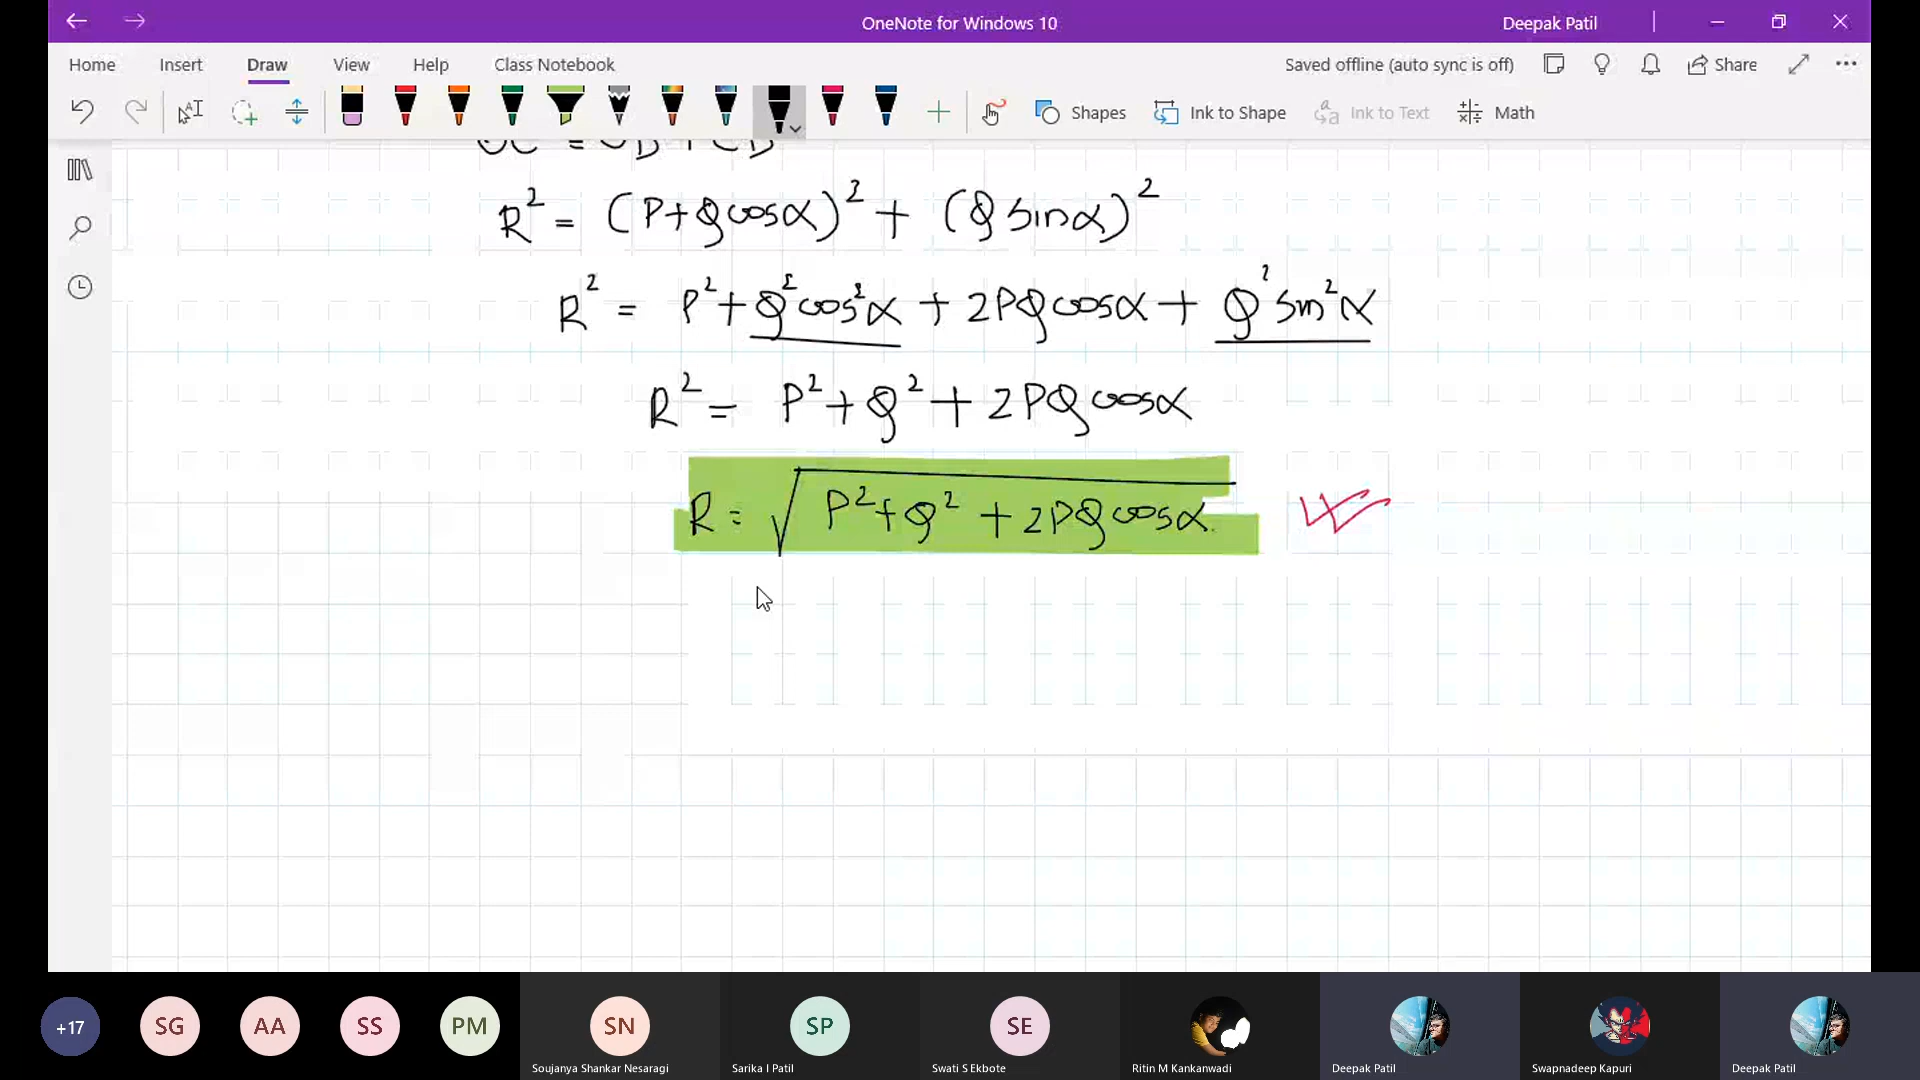 OneNote for Windows 10
Deepak Patil
Home Insert Draw View Help Class Notebook
Saved offline (auto sync is off) Share
Shapes Ink to Shape Ink to Text Math
R² = (P+Qcosα)² + (Q sinα)²
R² = P² + Q²cos²α + 2PQcosα + Q²sin²α
R² = P² + Q² + 2PQcosα
R = √P²+Q² + 2PQcosα.
+17 SG AA SS PM SN SP SE
Soujanya Shankar Nesaragi Sarika I Patil Swati S Ekbote Ritin M Kankanwadi Deepak Patil Swapnadeep Kapuri Deepak Patil